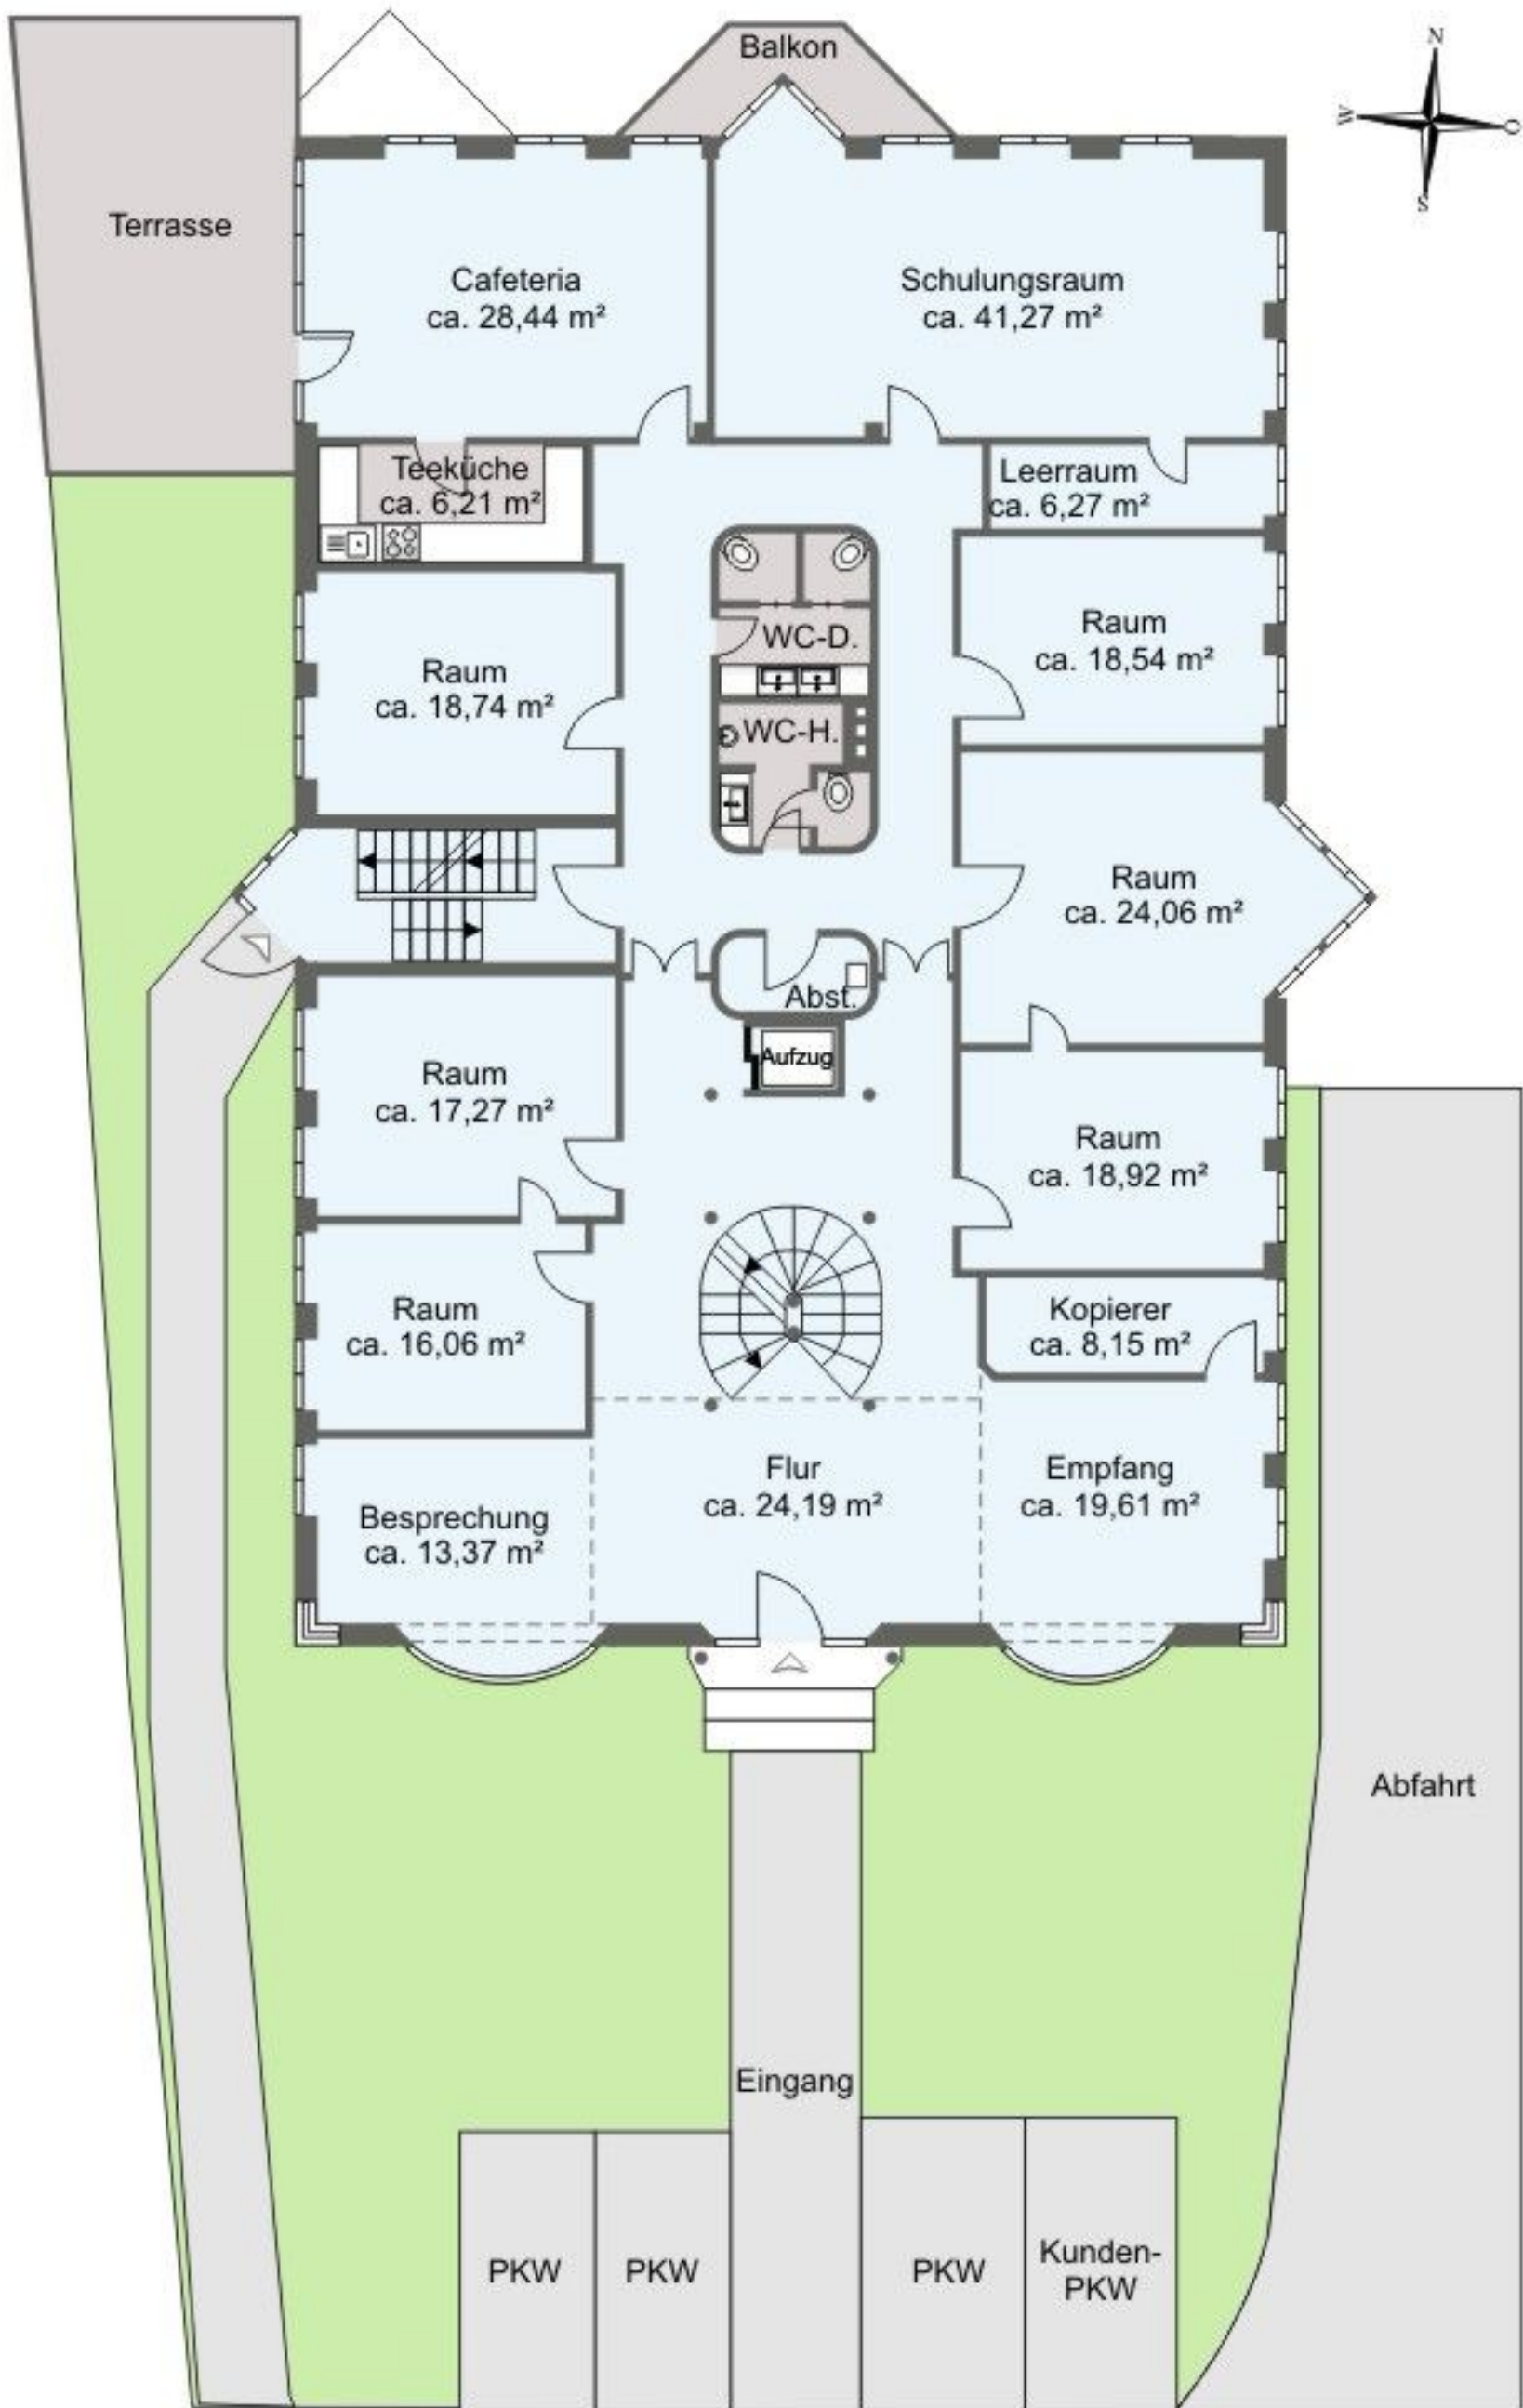 Balkon
N
W
O
S
Terrasse
Cafeteria
ca. 28,44 m²
Schulungsraum
ca. 41,27 m²
Teeküche
ca. 6,21 m²
Leerraum
ca. 6,27 m²
Raum
ca. 18,74 m²
WC-D.
Raum
ca. 18,54 m²
WC-H.
Raum
ca. 24,06 m²
Abst.
Aufzug
Raum
ca. 17,27 m²
Raum
ca. 18,92 m²
Raum
ca. 16,06 m²
Kopierer
ca. 8,15 m²
Besprechung
ca. 13,37 m²
Flur
ca. 24,19 m²
Empfang
ca. 19,61 m²
Abfahrt
Eingang
PKW
PKW
PKW
Kunden-
PKW